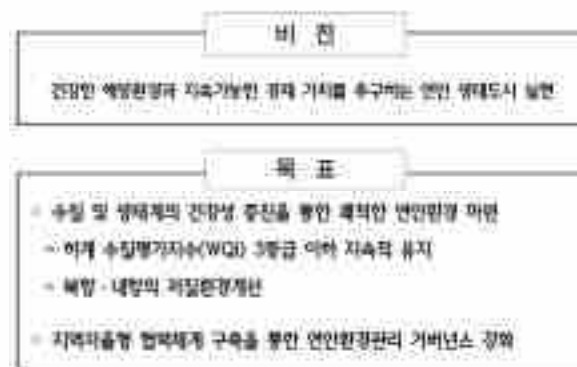 비 전
건강한 해양환경과 지속가능한 경제 가치를 추구하는 연안 생태도시 실현
목 표
◦ 수질 및 생태계의 건강성 증진을 통한 쾌적한 연안환경 마련
- 하계 수질평가지수(WQI) 3등급 이하 지속적 유지
- 북항·내항의 저질환경개선
◦ 지역자율형 협력체계 구축을 통한 연안환경관리 거버넌스 강화